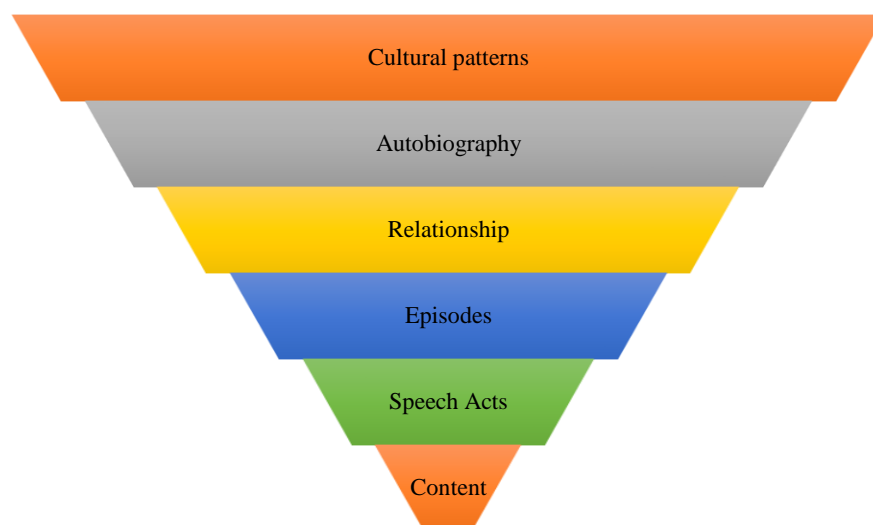 Cultural patterns
Autobiography
Relationship
Episodes
Speech Acts
Content